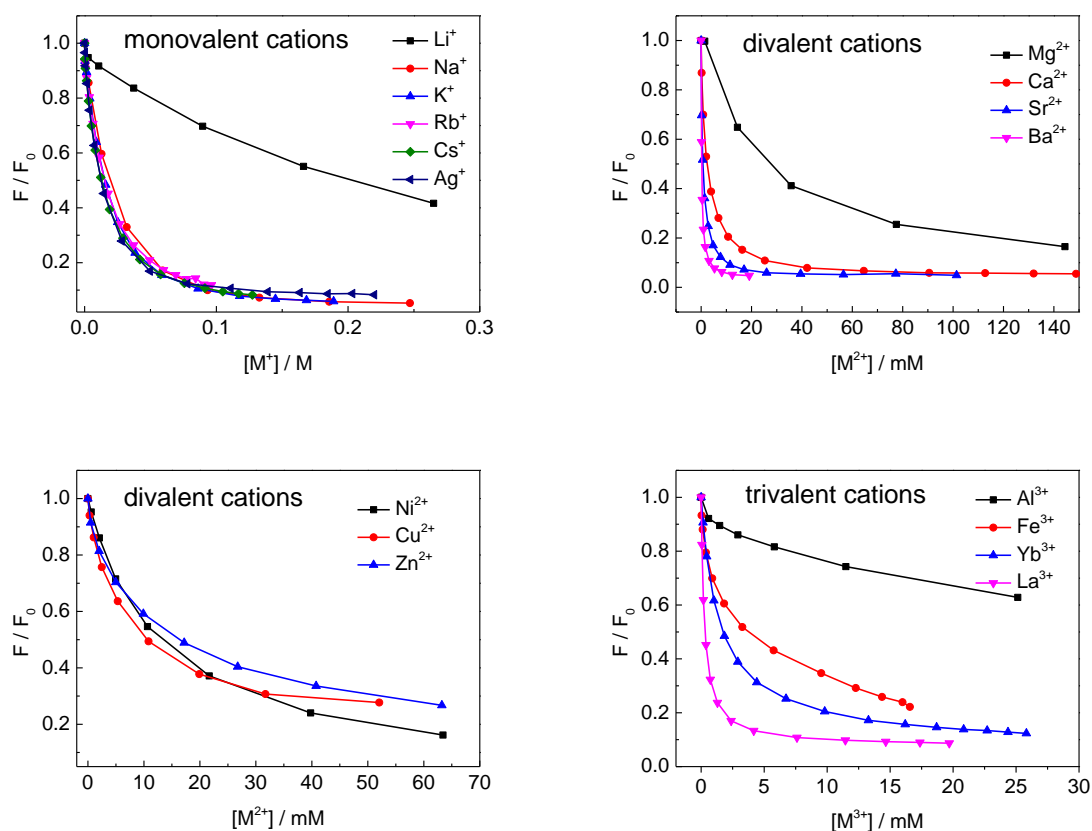 monovalent cations
Li⁺
Na⁺
K⁺
Rb⁺
Cs⁺
Ag⁺
1.0
0.8
0.6
0.4
0.2
F / F₀
0.0 0.1 0.2 0.3
[M⁺] / M
divalent cations
Mg²⁺
Ca²⁺
Sr²⁺
Ba²⁺
1.0
0.8
0.6
0.4
0.2
0.0
F / F₀
0 20 40 60 80 100 120 140
[M²⁺] / mM
divalent cations
Ni²⁺
Cu²⁺
Zn²⁺
1.0
0.8
0.6
0.4
0.2
F / F₀
0 10 20 30 40 50 60 70
[M²⁺] / mM
trivalent cations
Al³⁺
Fe³⁺
Yb³⁺
La³⁺
1.0
0.8
0.6
0.4
0.2
0.0
F / F₀
0 5 10 15 20 25 30
[M³⁺] / mM